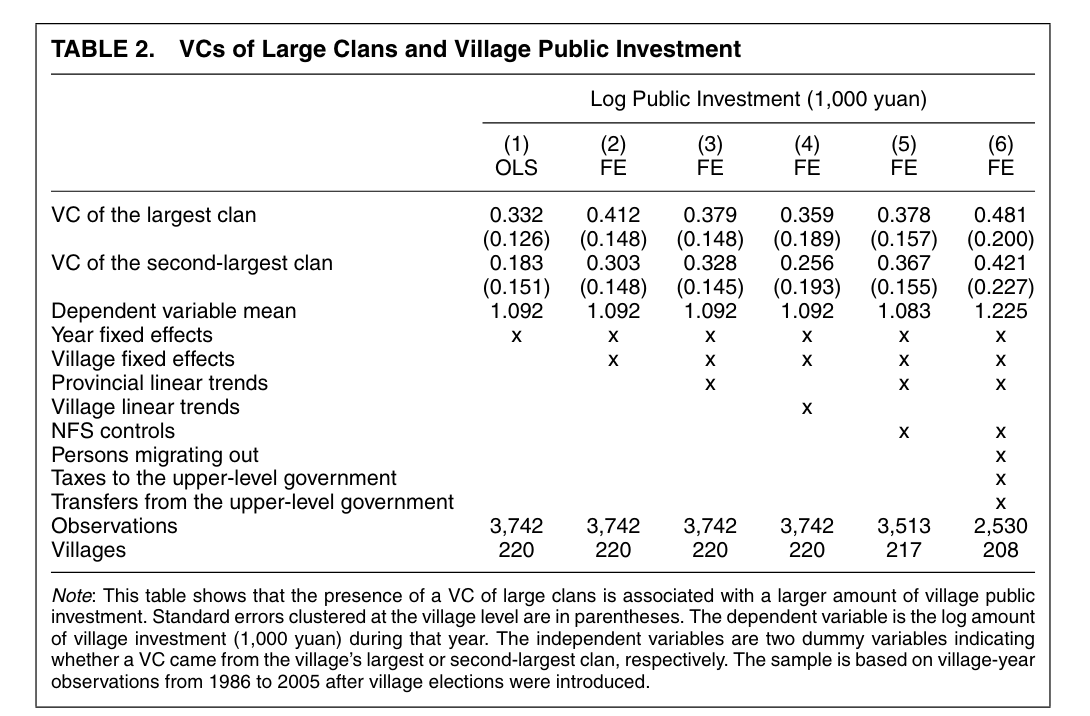 TABLE 2. VCs of Large Clans and Village Public Investment
Log Public Investment (1,000 yuan)
(1) (2) (3) (4) (5) (6)
OLS FE FE FE FE FE
VC of the largest clan 0.332 0.412 0.379 0.359 0.378 0.481
(0.126) (0.148) (0.148) (0.189) (0.157) (0.200)
VC of the second-largest clan 0.183 0.303 0.328 0.256 0.367 0.421
(0.151) (0.148) (0.145) (0.193) (0.155) (0.227)
Dependent variable mean 1.092 1.092 1.092 1.092 1.083 1.225
Year fixed effects x x x x x x
Village fixed effects x x x x x
Provincial linear trends x x x
Village linear trends x
NFS controls x x
Persons migrating out x
Taxes to the upper-level government x
Transfers from the upper-level government x
Observations 3,742 3,742 3,742 3,742 3,513 2,530
Villages 220 220 220 220 217 208
Note: This table shows that the presence of a VC of large clans is associated with a larger amount of village public
investment. Standard errors clustered at the village level are in parentheses. The dependent variable is the log amount
of village investment (1,000 yuan) during that year. The independent variables are two dummy variables indicating
whether a VC came from the village's largest or second-largest clan, respectively. The sample is based on village-year
observations from 1986 to 2005 after village elections were introduced.